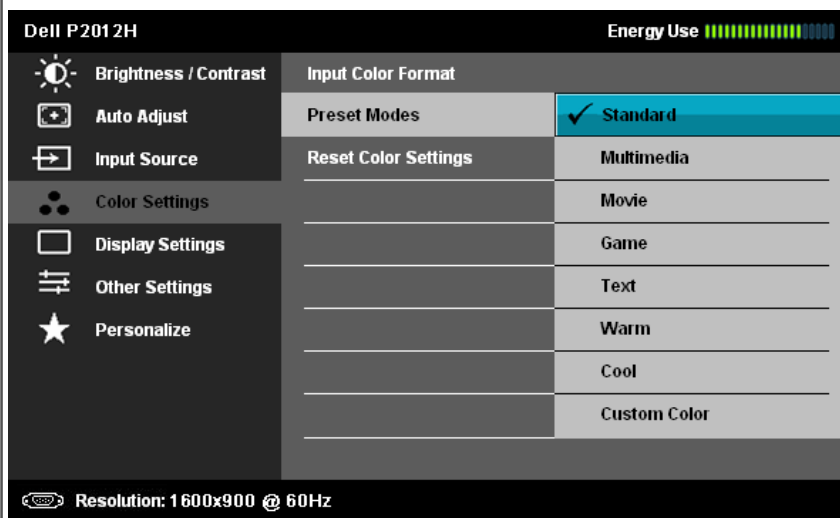 Dell P2012H
Energy Use
Brightness / Contrast
Auto Adjust
Input Source
Color Settings
Display Settings
Other Settings
Personalize
Input Color Format
Preset Modes
Reset Color Settings
Standard
Multimedia
Movie
Game
Text
Warm
Cool
Custom Color
Resolution: 1600x900 @ 60Hz